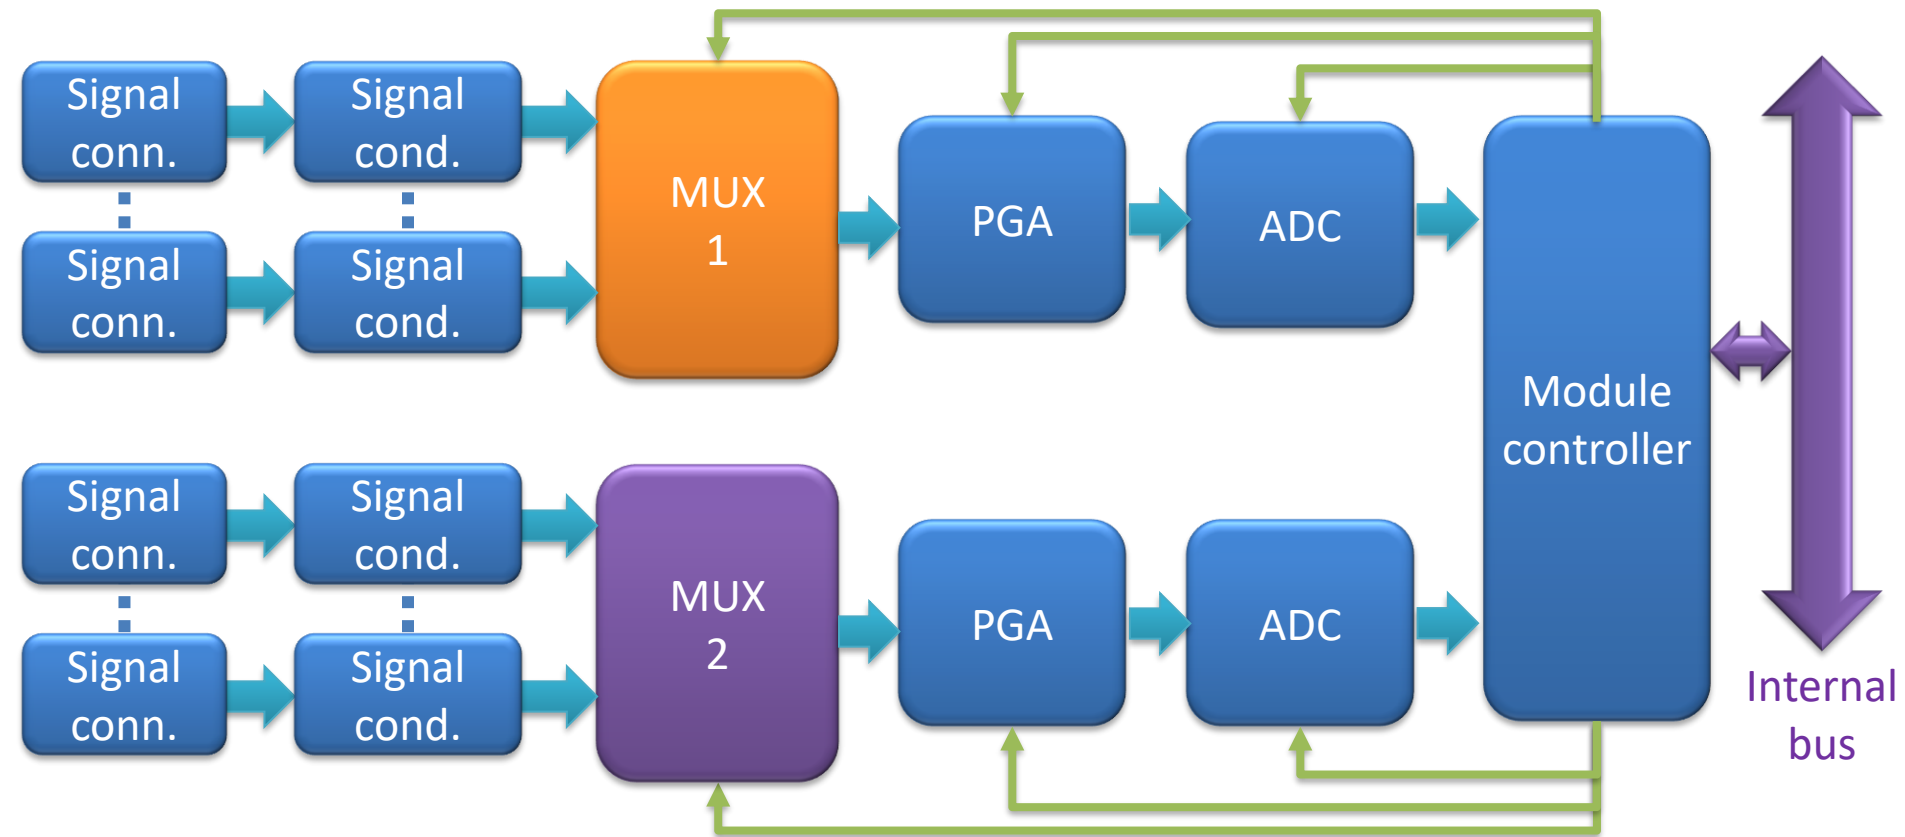 Signal
conn.
Signal
cond.
Signal
conn.
Signal
cond.
MUX
1
PGA
ADC
Module
controller
Signal
conn.
Signal
cond.
Signal
conn.
Signal
cond.
MUX
2
PGA
ADC
Internal
bus